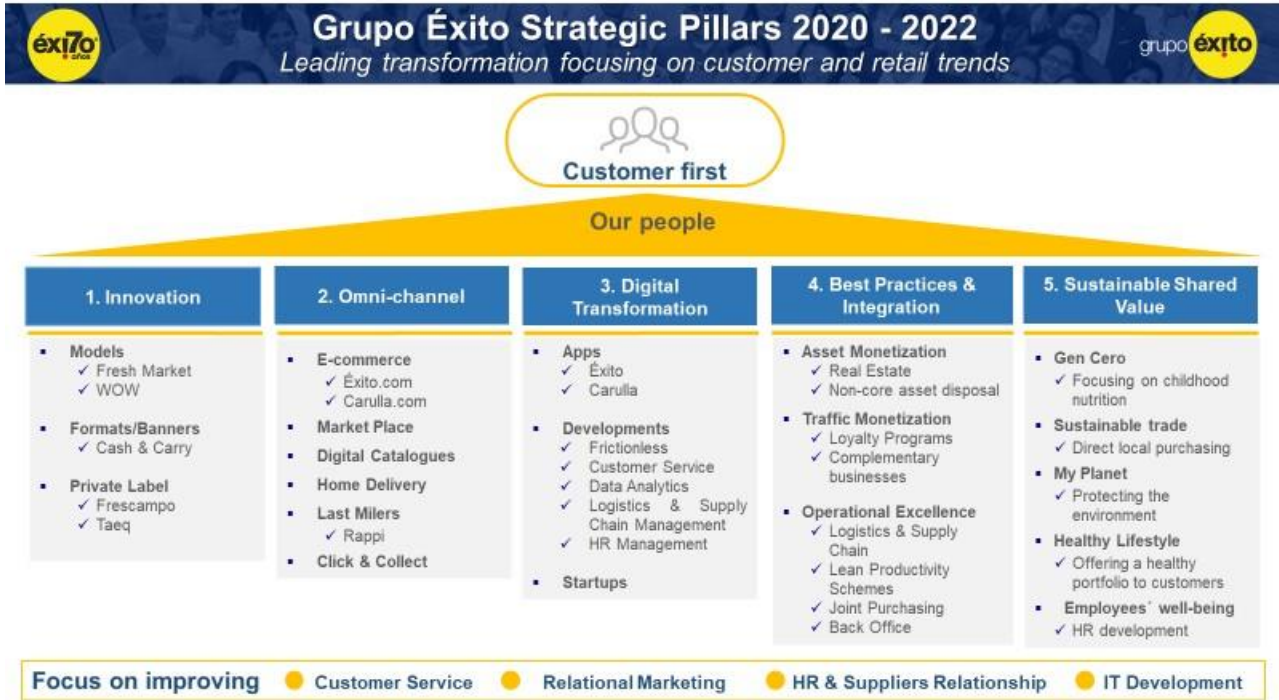 éxi70
años
Grupo Éxito Strategic Pillars 2020 - 2022
Leading transformation focusing on customer and retail trends
grupo éxito
Customer first
Our people
1. Innovation
Models
Fresh Market
WOW
Formats/Banners
Cash & Carry
Private Label
Frescampo
Taeq
2. Omni-channel
E-commerce
Éxito.com
Carulla.com
Market Place
Digital Catalogues
Home Delivery
Last Milers
Rappi
Click & Collect
3. Digital
Transformation
Apps
Éxito
Carulla
Developments
Frictionless
Customer Service
Data Analytics
Logistics & Supply
Chain Management
HR Management
Startups
4. Best Practices &
Integration
Asset Monetization
Real Estate
Non-core asset disposal
Traffic Monetization
Loyalty Programs
Complementary
businesses
Operational Excellence
Logistics & Supply
Chain
Lean Productivity
Schemes
Joint Purchasing
Back Office
5. Sustainable Shared
Value
Gen Cero
Focusing on childhood
nutrition
Sustainable trade
Direct local purchasing
My Planet
Protecting the
environment
Healthy Lifestyle
Offering a healthy
portfolio to customers
Employees´ well-being
HR development
Focus on improving Customer Service Relational Marketing HR & Suppliers Relationship IT Development